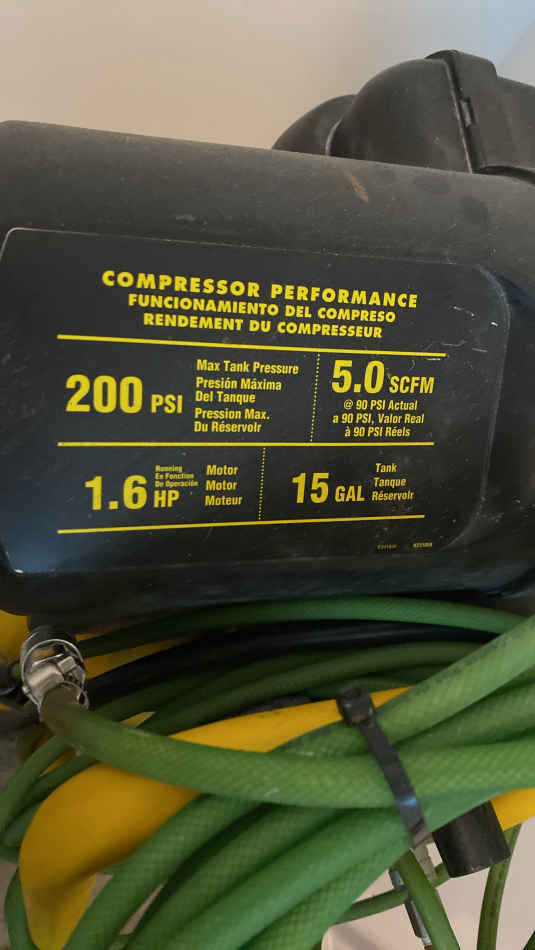 COMPRESSOR PERFORMANCE
FUNCIONAMIENTO DEL COMPRESO
RENDEMENT DU COMPRESSEUR
200 PSI
Max Tank Pressure
Presión Máxima
Del Tanque
Pression Max.
Du Réservoir
5.0 SCFM
@ 90 PSI Actual
a 90 PSI, Valor Real
à 90 PSI Réels
1.6 HP
Running
En Fonction
De Operación
Motor
Motor
Moteur
15 GAL
Tank
Tanque
Réservoir